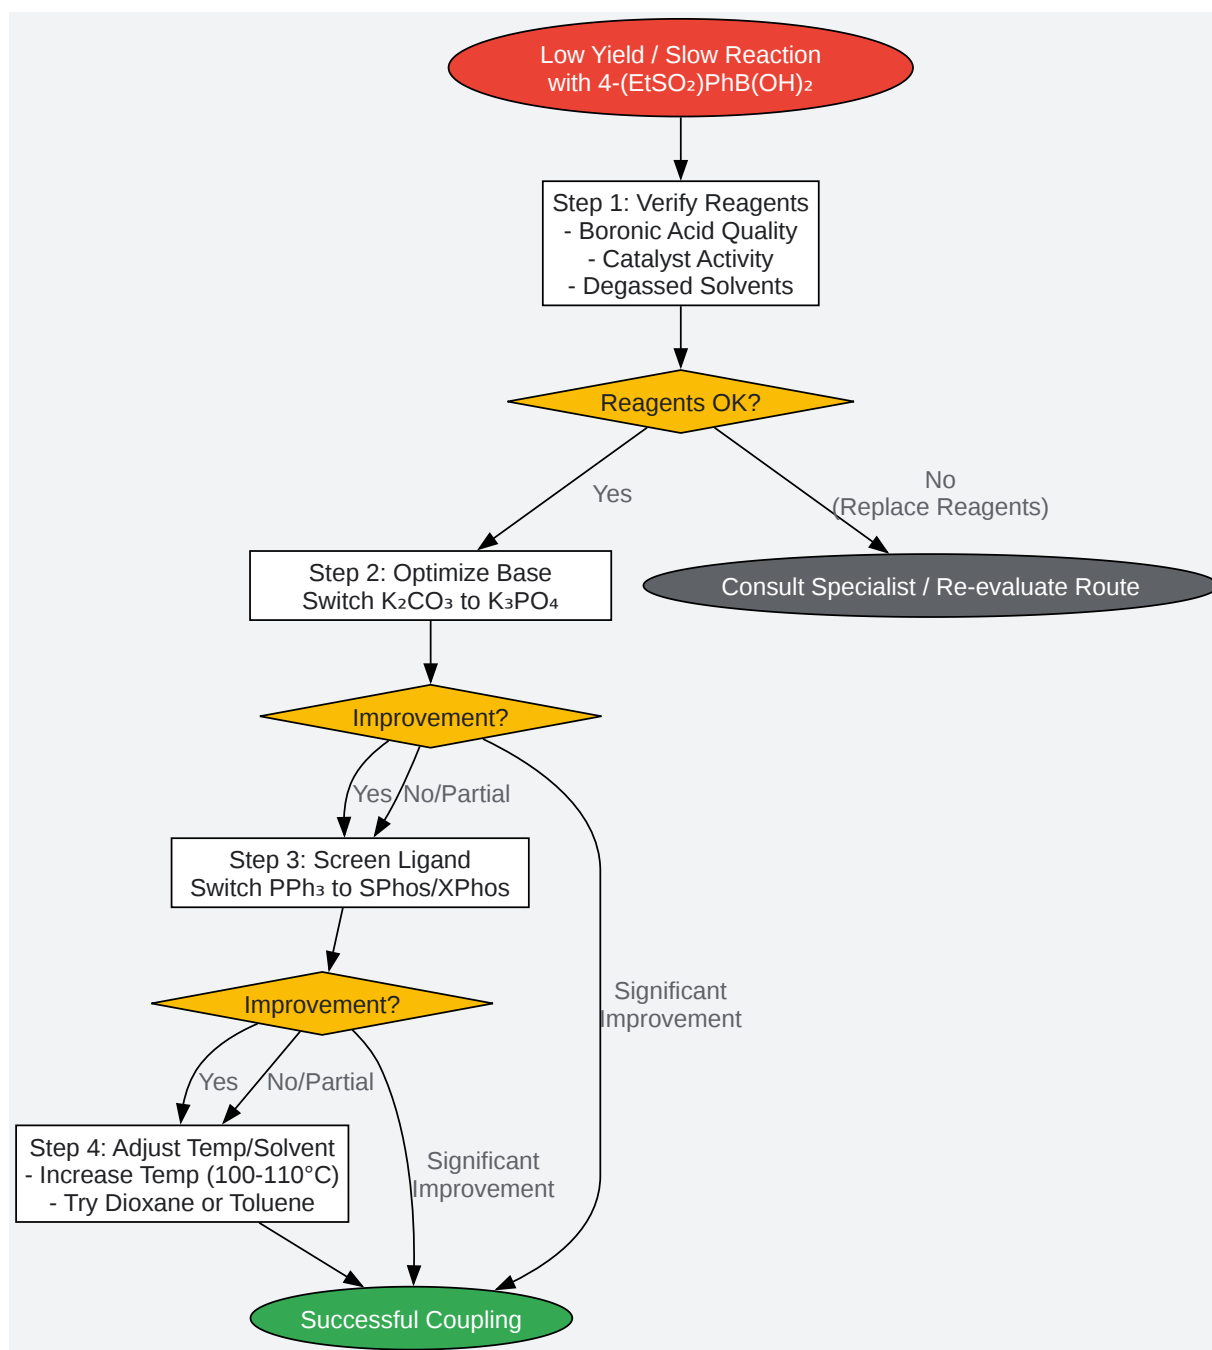 Low Yield / Slow Reaction
with 4-(EtSO₂)PhB(OH)₂
Step 1: Verify Reagents
- Boronic Acid Quality
- Catalyst Activity
- Degassed Solvents
Reagents OK?
Yes
No
(Replace Reagents)
Step 2: Optimize Base
Switch K₂CO₃ to K₃PO₄
Consult Specialist / Re-evaluate Route
Improvement?
Yes
No/Partial
Step 3: Screen Ligand
Switch PPh₃ to SPhos/XPhos
Significant
Improvement
Improvement?
Yes
No/Partial
Step 4: Adjust Temp/Solvent
- Increase Temp (100-110°C)
- Try Dioxane or Toluene
Significant
Improvement
Successful Coupling